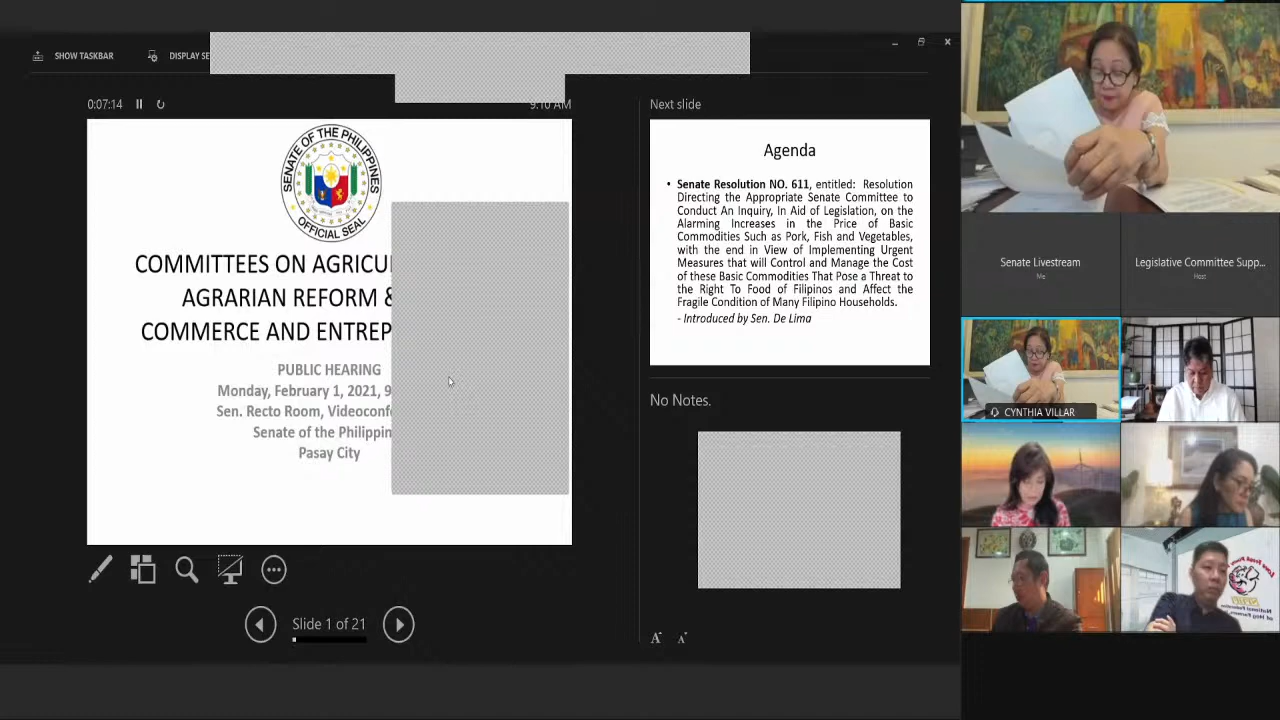 SHOW TASKBAR
DISPLAY SE
0:07:14
9:10 AM
SENATE OF THE PHILIPPINES
OFFICIAL SEAL
COMMITTEES ON AGRICU
AGRARIAN REFORM &
COMMERCE AND ENTREP
PUBLIC HEARING
Monday, February 1, 2021, 9
Sen. Recto Room, Videoconf
Senate of the Philippin
Pasay City
Slide 1 of 21
Next slide
Agenda
• Senate Resolution NO. 611, entitled: Resolution
Directing the Appropriate Senate Committee to
Conduct An Inquiry, In Aid of Legislation, on the
Alarming Increases in the Price of Basic
Commodities Such as Pork, Fish and Vegetables,
with the end in View of Implementing Urgent
Measures that will Control and Manage the Cost
of these Basic Commodities That Pose a Threat to
the Right To Food of Filipinos and Affect the
Fragile Condition of Many Filipino Households.
- Introduced by Sen. De Lima
No Notes.
A A
Senate Livestream
Me
Legislative Committee Supp...
Host
CYNTHIA VILLAR